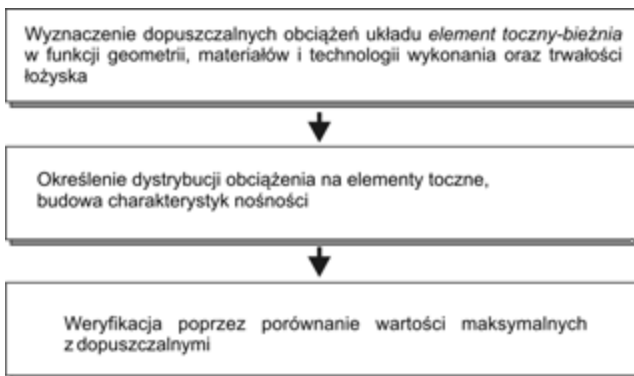 Wyznaczenie dopuszczalnych obciążeń układu element toczny-bieżnia
w funkcji geometrii, materiałów i technologii wykonania oraz trwałości
łożyska
Określenie dystrybucji obciążenia na elementy toczne,
budowa charakterystyk nośności
Weryfikacja poprzez porównanie wartości maksymalnych
z dopuszczalnymi